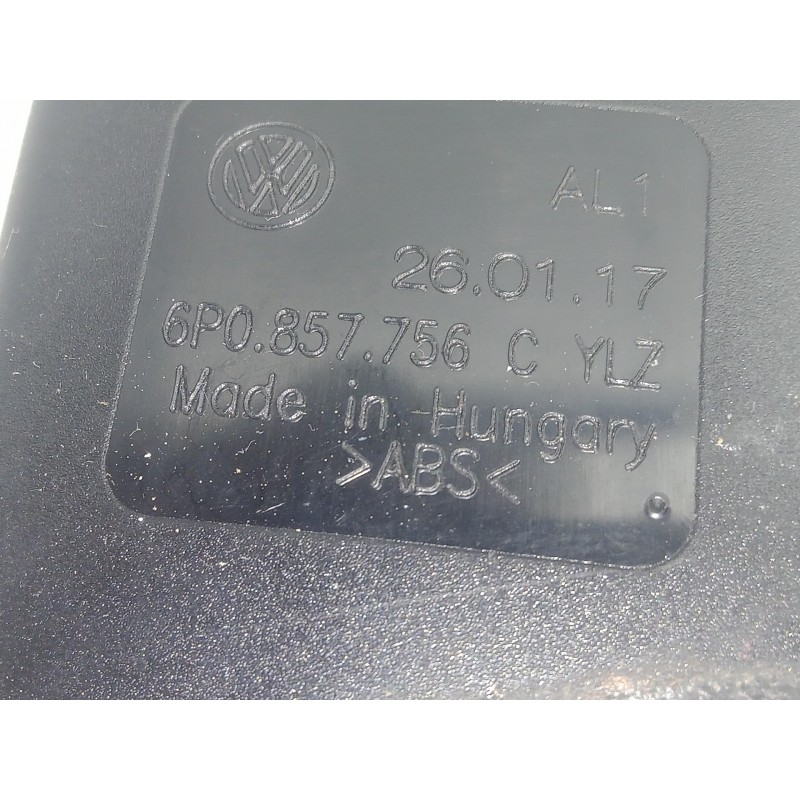 AL1
26.01.17
6P0.857.756 C YLZ
Made in Hungary
>ABS<